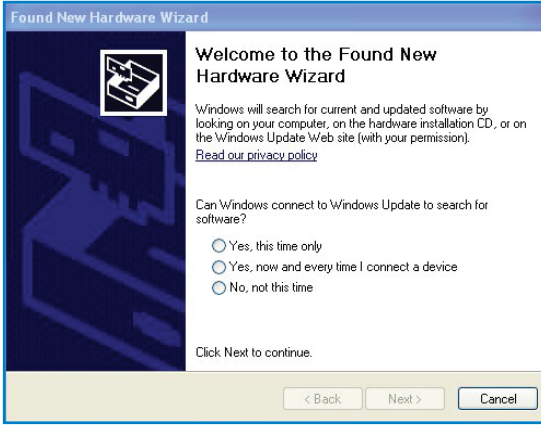 Found New Hardware Wizard
Welcome to the Found New
Hardware Wizard
Windows will search for current and updated software by
looking on your computer, on the hardware installation CD, or on
the Windows Update Web site (with your permission).
Read our privacy policy
Can Windows connect to Windows Update to search for
software?
Yes, this time only
Yes, now and every time I connect a device
No, not this time
Click Next to continue.
< Back Next > Cancel